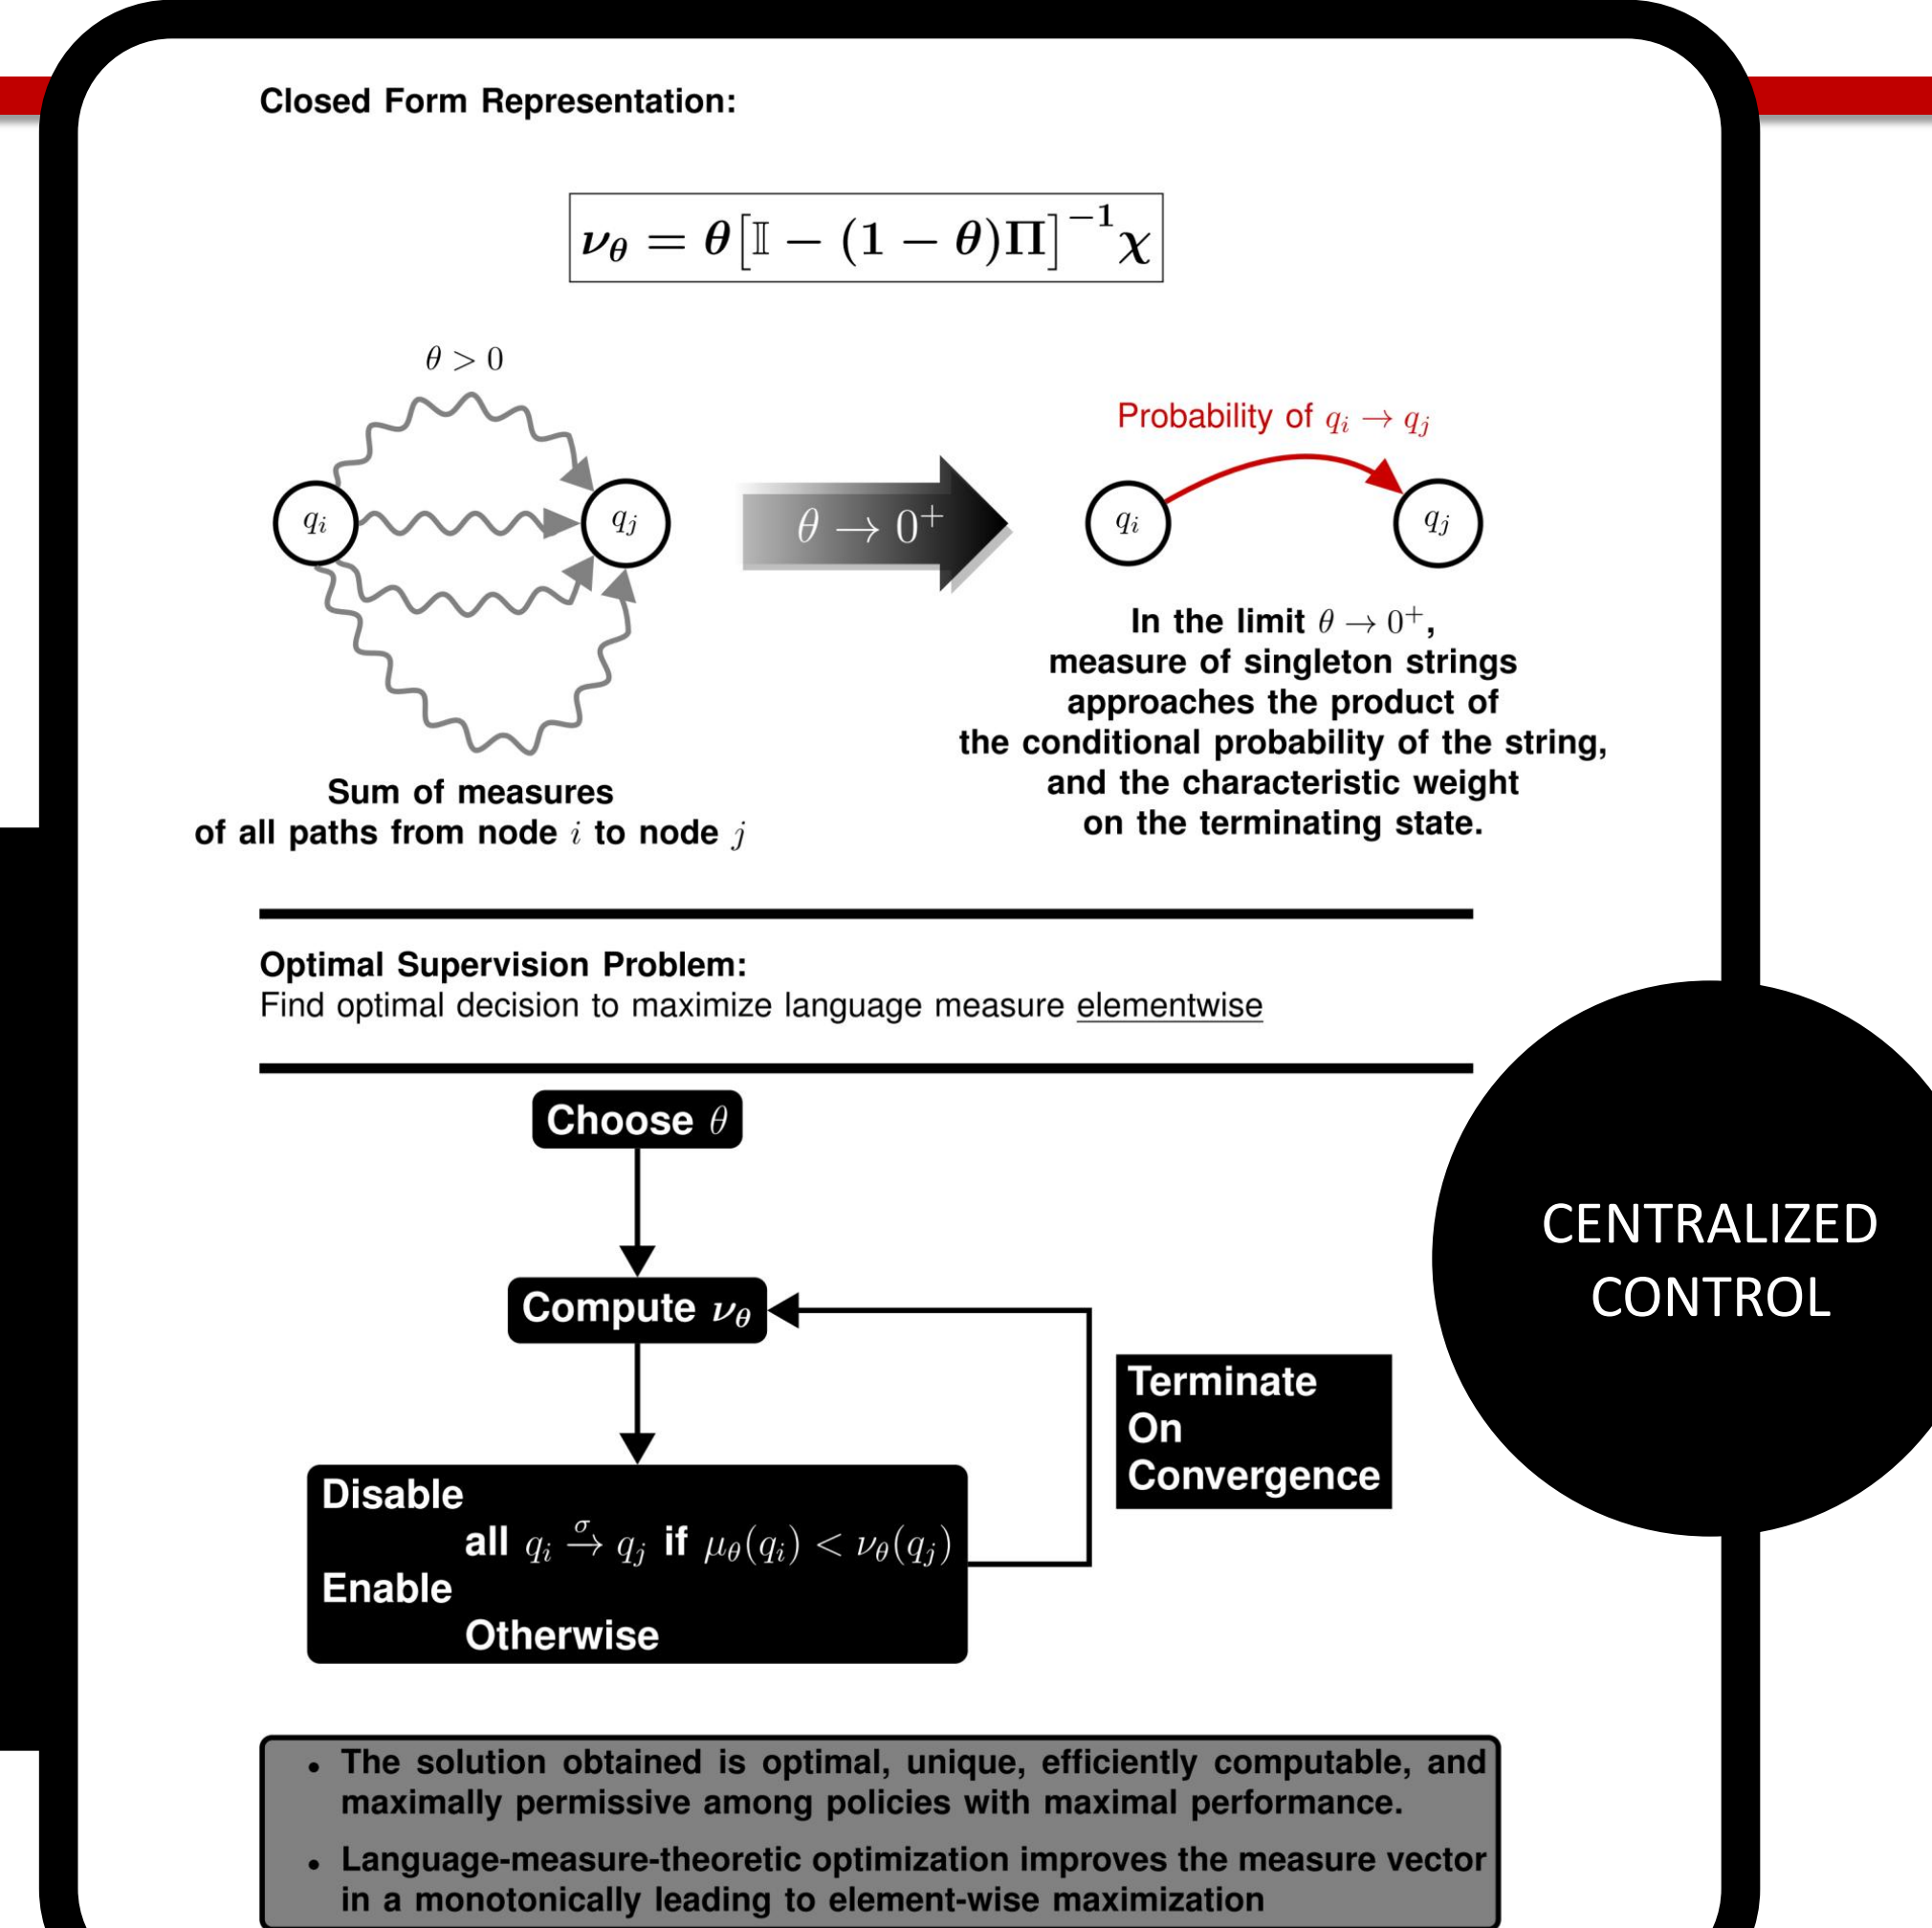 Closed Form Representation:
ν_θ = θ[𝕀 − (1 − θ)Π]^{−1}χ
θ > 0
q_i
q_j
θ → 0^+
Probability of q_i → q_j
q_i
q_j
Sum of measures
of all paths from node i to node j
In the limit θ → 0^+,
measure of singleton strings
approaches the product of
the conditional probability of the string,
and the characteristic weight
on the terminating state.
Optimal Supervision Problem:
Find optimal decision to maximize language measure elementwise
Choose θ
Compute ν_θ
Terminate
On
Convergence
Disable
all q_i →^σ q_j if μ_θ(q_i) < ν_θ(q_j)
Enable
Otherwise
CENTRALIZED
CONTROL
• The solution obtained is optimal, unique, efficiently computable, and
maximally permissive among policies with maximal performance.
• Language-measure-theoretic optimization improves the measure vector
in a monotonically leading to element-wise maximization